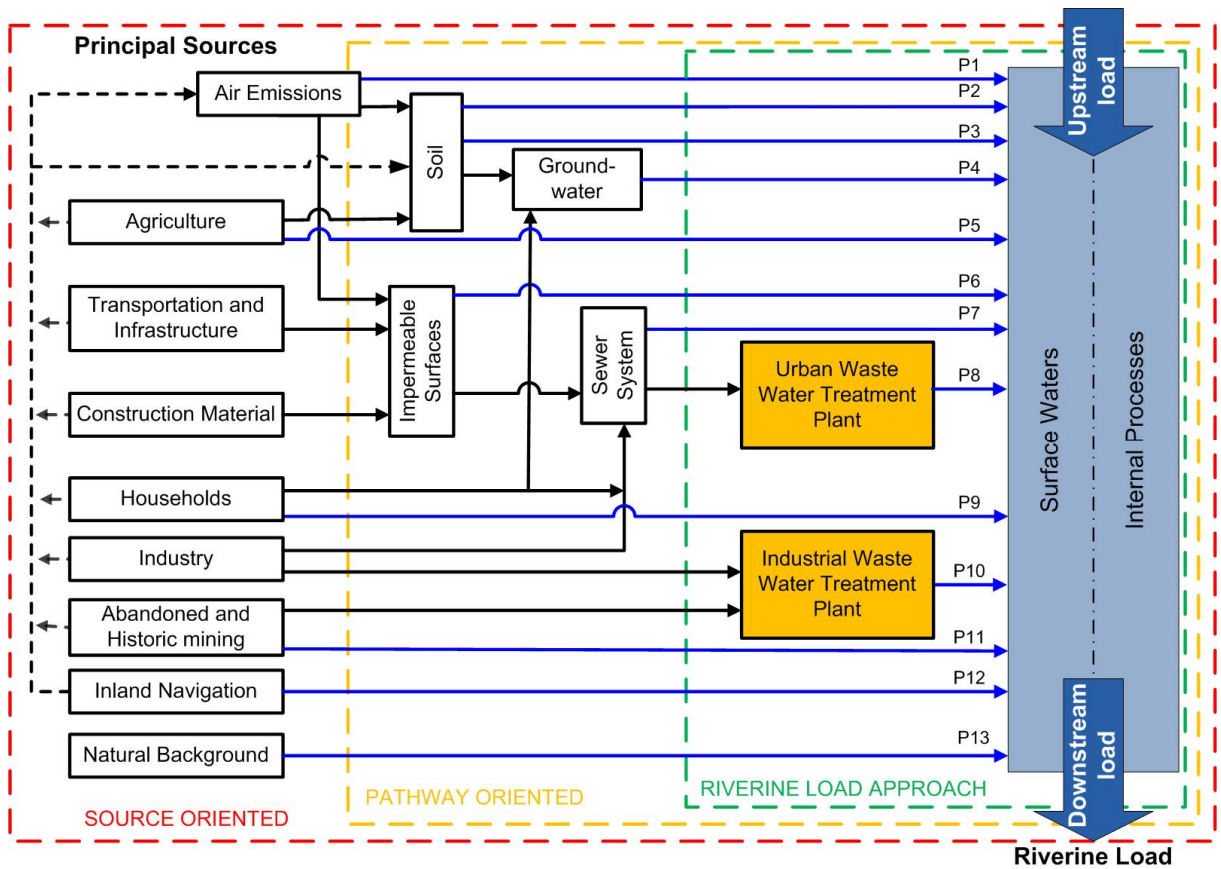 Principal Sources
Air Emissions
Soil
Ground-
water
Agriculture
Transportation and
Infrastructure
Impermeable
Surfaces
Sewer
System
Construction Material
Urban Waste
Water Treatment
Plant
Households
Industry
Industrial Waste
Water Treatment
Plant
Abandoned and
Historic mining
Inland Navigation
Natural Background
P1
P2
P3
P4
P5
P6
P7
P8
P9
P10
P11
P12
P13
Upstream
load
Surface Waters
Internal Processes
Downstream
load
SOURCE ORIENTED
PATHWAY ORIENTED
RIVERINE LOAD APPROACH
Riverine Load